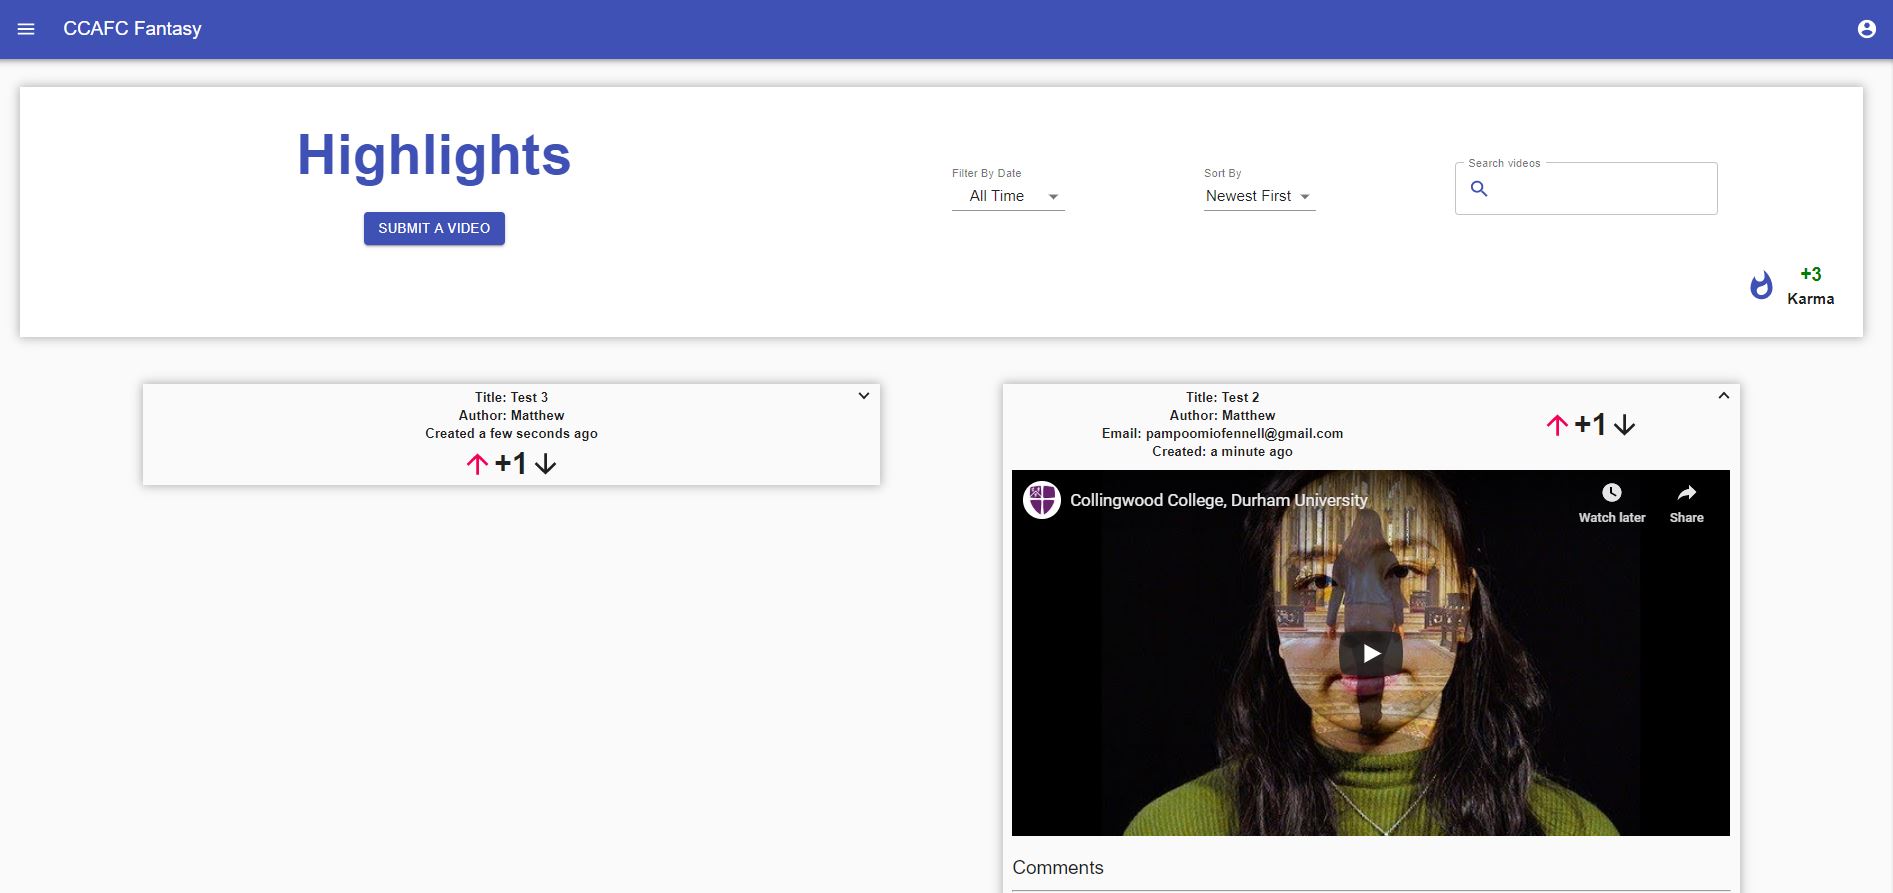 CCAFC Fantasy
Highlights
SUBMIT A VIDEO
Filter By Date
All Time
Sort By
Newest First
Search videos
+3
Karma
Title: Test 3
Author: Matthew
Created a few seconds ago
+1
Title: Test 2
Author: Matthew
Email: pampoomiofennell@gmail.com
Created: a minute ago
+1
Collingwood College, Durham University
Watch later
Share
Comments